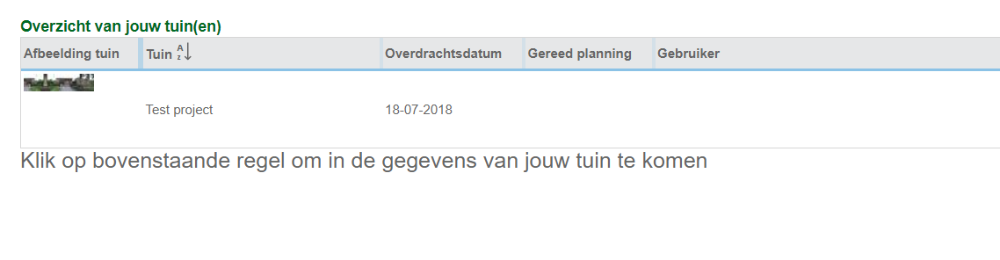 Overzicht van jouw tuin(en)
Afbeelding tuin Tuin AZ Overdrachtsdatum Gereed planning Gebruiker
Test project 18-07-2018
Klik op bovenstaande regel om in de gegevens van jouw tuin te komen